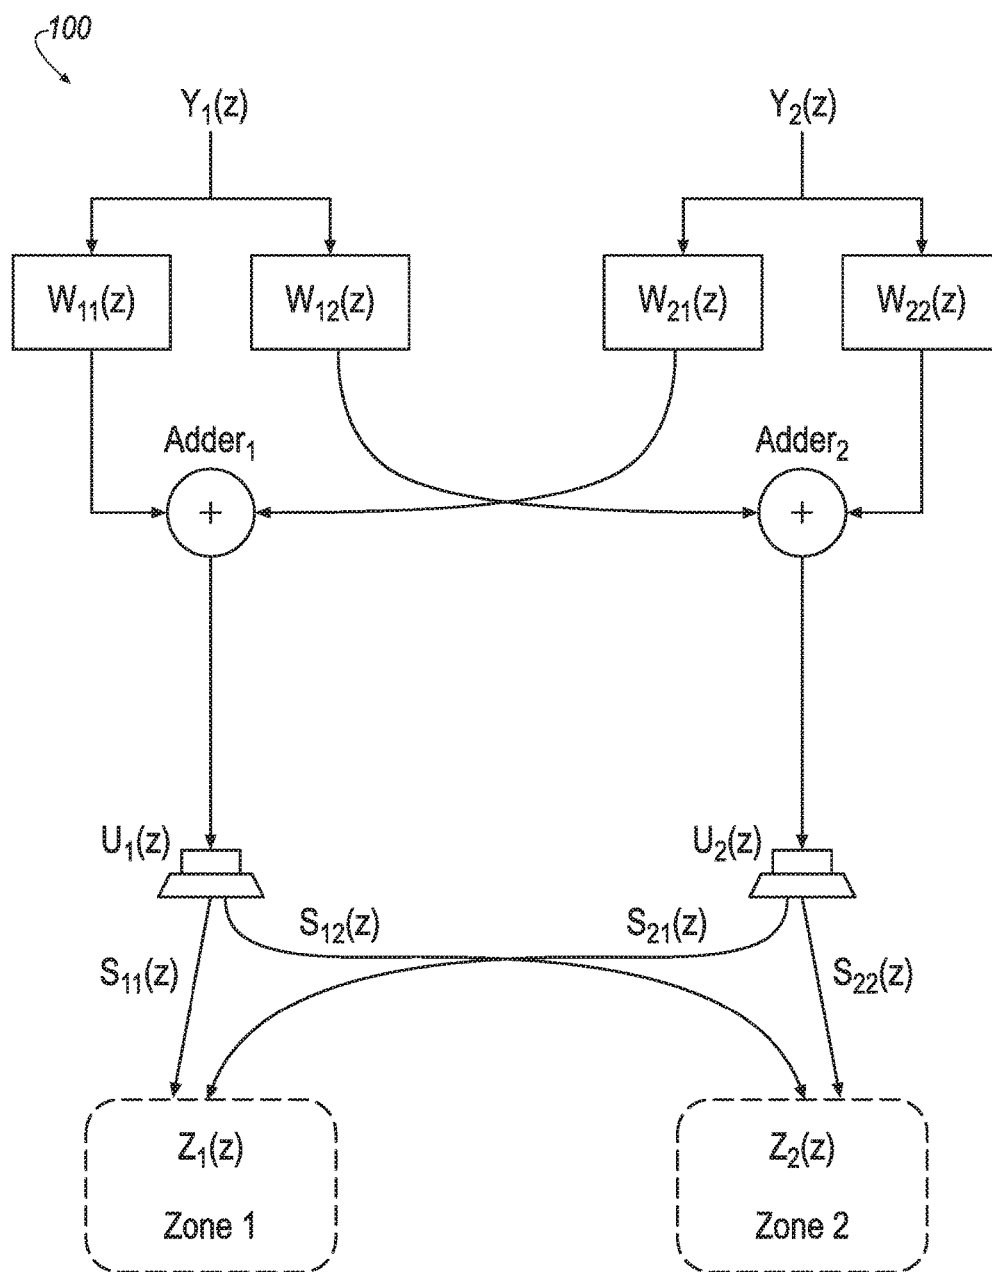 100
Y₁(z) Y₂(z)
W₁₁(z) W₁₂(z) W₂₁(z) W₂₂(z)
Adder₁ Adder₂
+ +
U₁(z) U₂(z)
S₁₂(z) S₂₁(z)
S₁₁(z) S₂₂(z)
Z₁(z) Z₂(z)
Zone 1 Zone 2